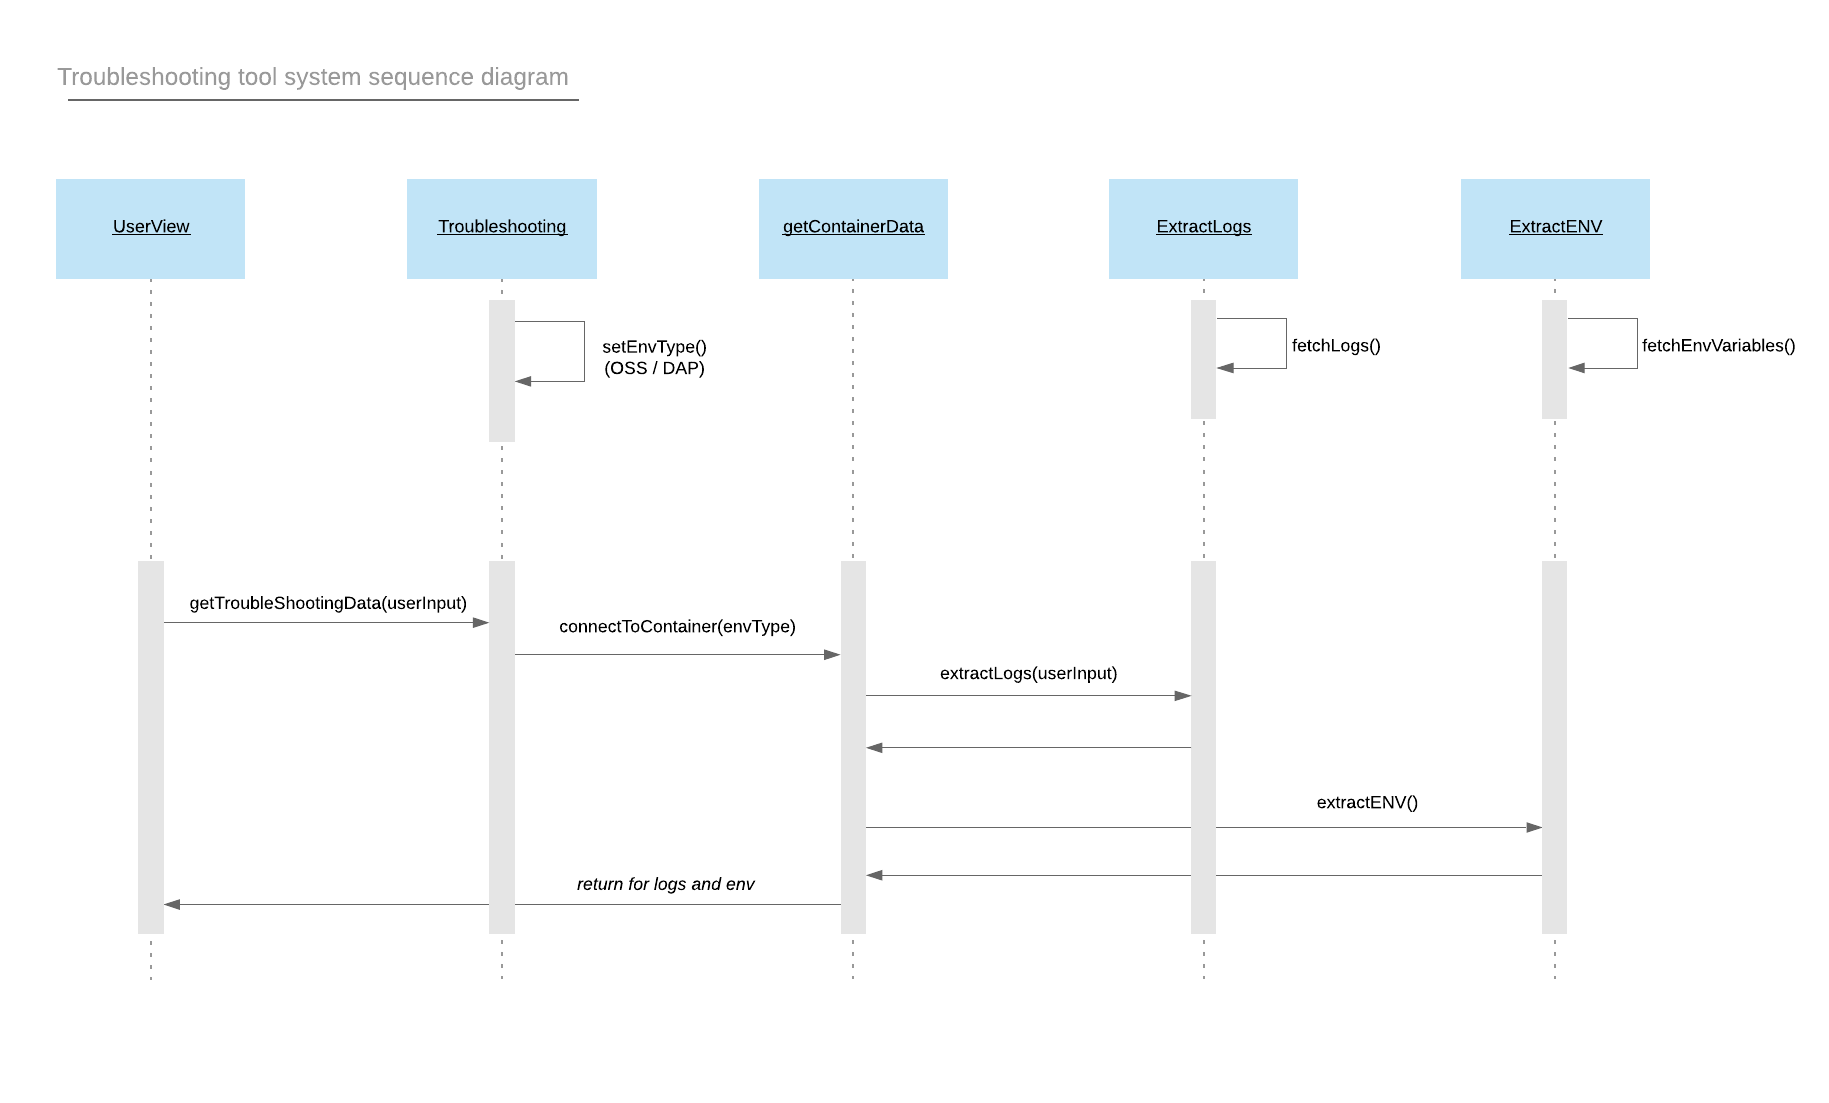 Troubleshooting tool system sequence diagram
UserView
Troubleshooting
getContainerData
ExtractLogs
ExtractENV
setEnvType()
(OSS / DAP)
fetchLogs()
fetchEnvVariables()
getTroubleShootingData(userInput)
connectToContainer(envType)
extractLogs(userInput)
extractENV()
return for logs and env